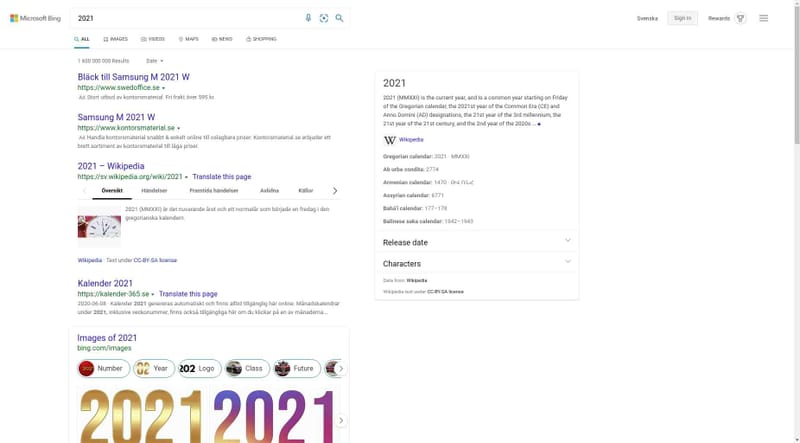 Microsoft Bing
2021
Svenska
Sign in
Rewards
ALL
IMAGES
VIDEOS
MAPS
NEWS
SHOPPING
Date
Bläck till Samsung M 2021 W
https://www.swedoffice.se
Ad Stort utbud av kontorsmaterial. Fri frakt över 595 kr.
Samsung M 2021 W
https://www.kontorsmaterial.se
Ad Handla kontorsmaterial snabbt & enkelt online till oslagbara priser. Kontorsmaterial.se erbjuder ett
brett sortiment av kontorsmaterial till låga priser.
2021 – Wikipedia
https://sv.wikipedia.org/wiki/2021 Translate this page
Översikt
Händelser
Framtida händelser
Avlidna
Källor
2021 (MMXXI) är det nuvarande året och ett normalår som började en fredag i den
gregorianska kalendern.
Wikipedia · Text under CC-BY-SA license
Kalender 2021
https://kalender-365.se Translate this page
2020-06-08 · Kalender 2021 genereras automatiskt och finns alltid tillgänglig här online. Månadskalendrar
under 2021, inklusive veckonummer, finns också tillgängliga här om du klickar på en av månaderna...
Images of 2021
bing.com/images
Number
Year
202
Logo
Class
Future
2021
2021
2021
2021 (MMXXI) is the current year, and is a common year starting on Friday
of the Gregorian calendar, the 2021st year of the Common Era (CE) and
Anno Domini (AD) designations, the 21st year of the 3rd millennium, the
21st year of the 21st century, and the 2nd year of the 2020s ...
Wikipedia
Gregorian calendar: 2021 · MMXXI
Ab urbe condita: 2774
Armenian calendar: 1470
Assyrian calendar: 6771
Bahá'í calendar: 177–178
Balinese saka calendar: 1942–1943
Release date
Characters
Data from: Wikipedia
Wikipedia text under CC-BY-SA license